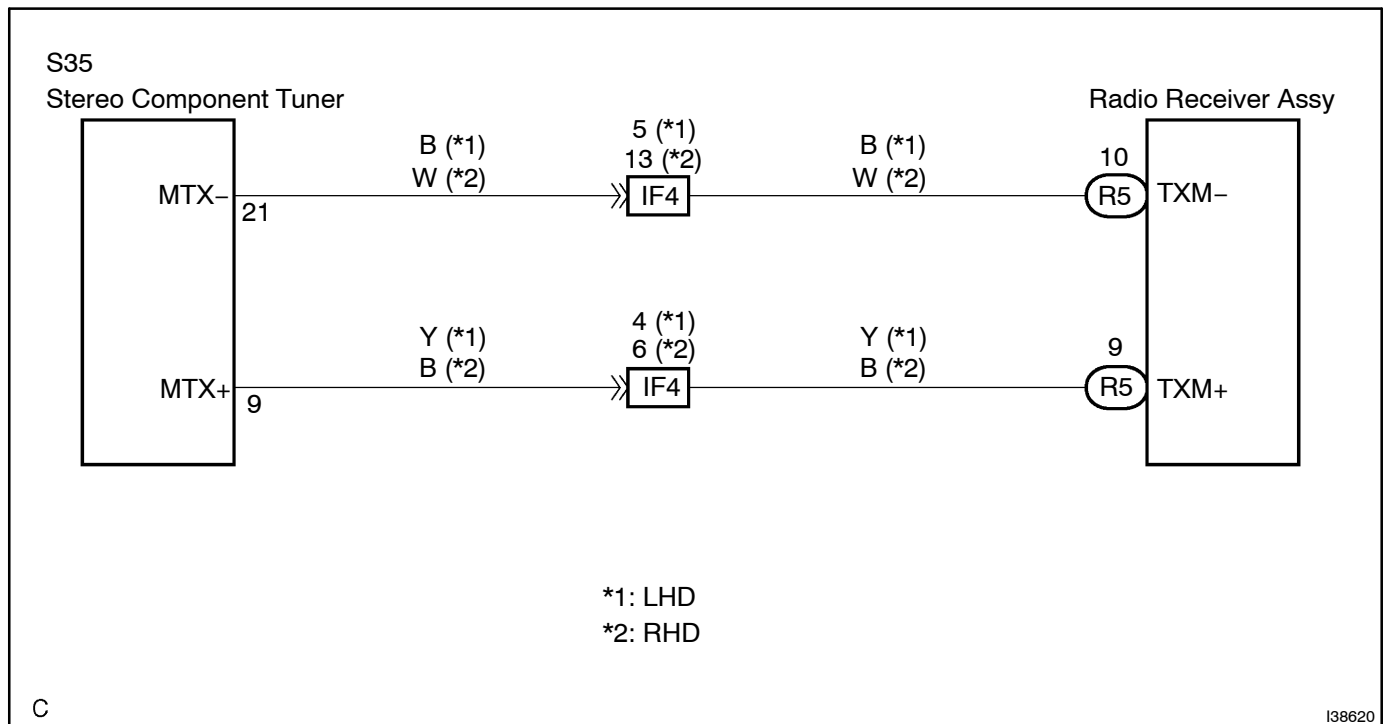 S35
Stereo Component Tuner
Radio Receiver Assy
B (*1)
W (*2)
5 (*1)
13 (*2)
B (*1)
W (*2)
10
MTX−
21
IF4
R5
TXM−
Y (*1)
B (*2)
4 (*1)
6 (*2)
Y (*1)
B (*2)
9
MTX+
9
IF4
R5
TXM+
*1: LHD
*2: RHD
C
I38620